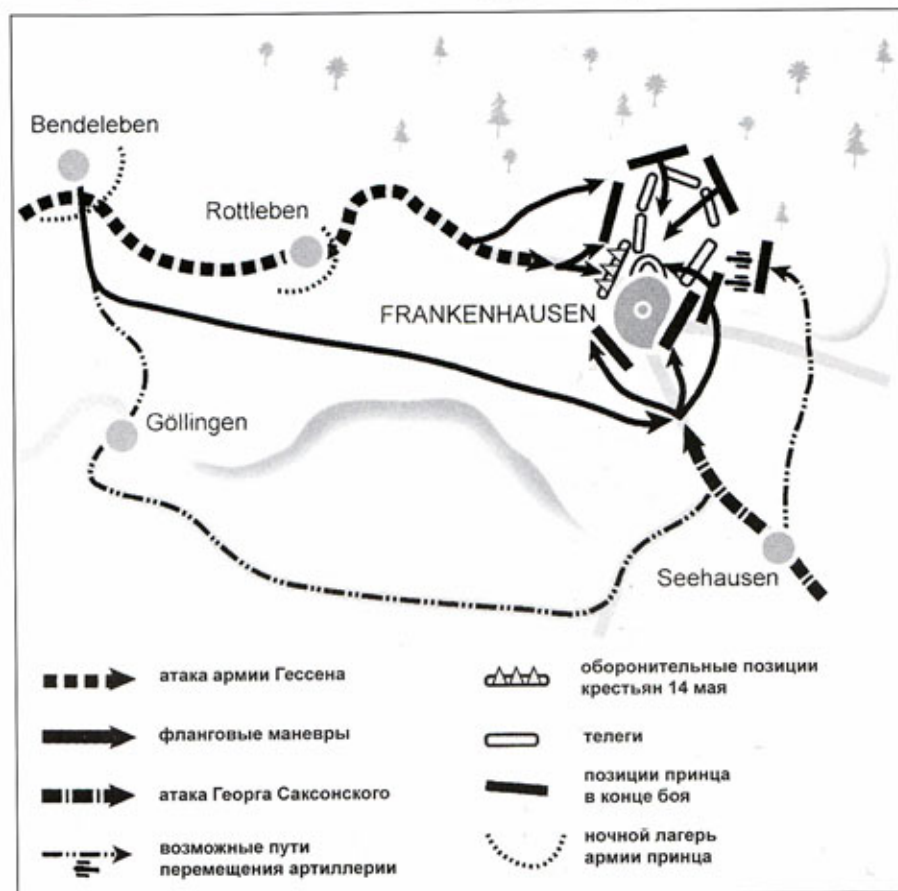 Bendeleben
Rottleben
FRANKENHAUSEN
Göllingen
Seehausen
атака армии Гессена
фланговые маневры
атака Георга Саксонского
возможные пути
перемещения артиллерии
оборонительные позиции
крестьян 14 мая
телеги
позиции принца
в конце боя
ночной лагерь
армии принца